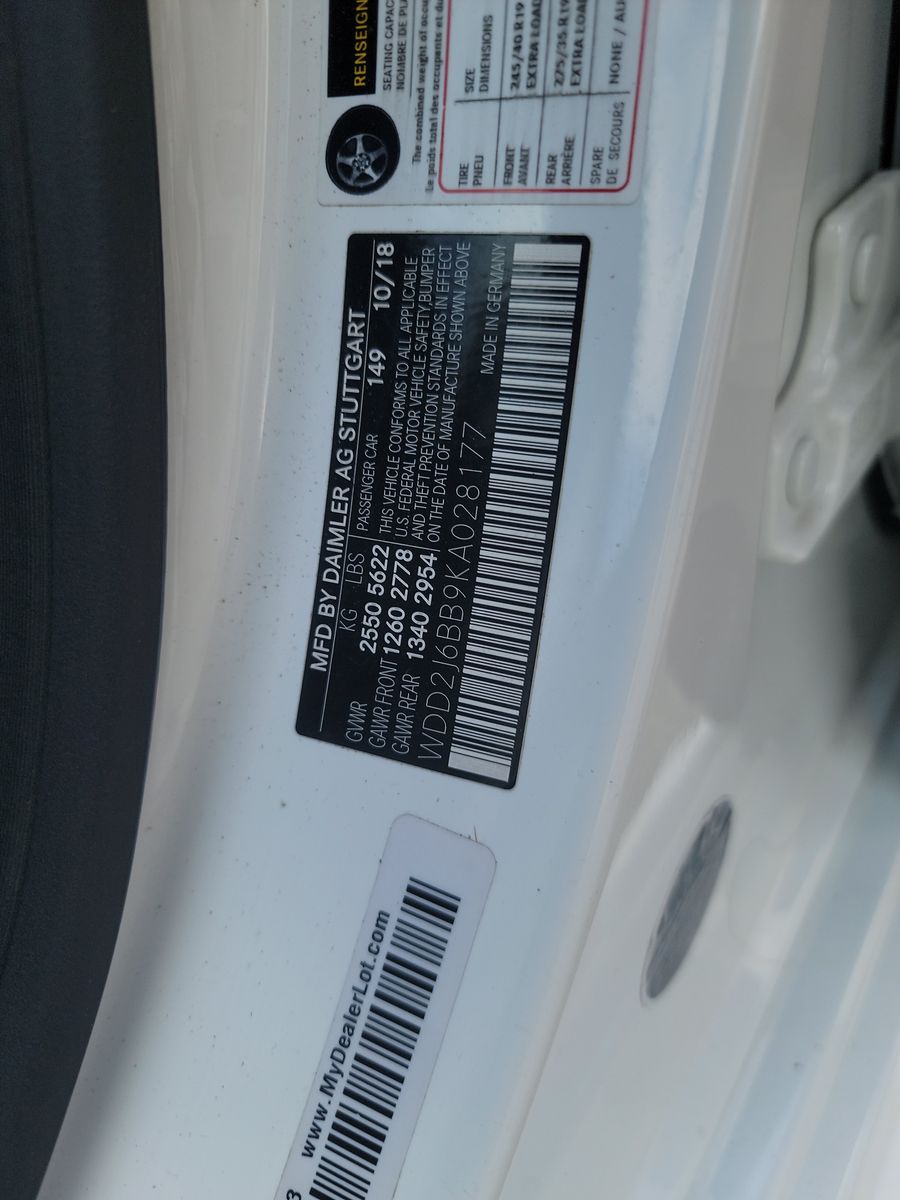 MFD BY DAIMLER AG STUTTGART
KG LBS PASSENGER CAR 149 10/18
GVWR 2550 5622 THIS VEHICLE CONFORMS TO ALL APPLICABLE
GAWR FRONT 1260 2778 U.S. FEDERAL MOTOR VEHICLE SAFETY,BUMPER
GAWR REAR 1340 2954 AND THEFT PREVENTION STANDARDS IN EFFECT
ON THE DATE OF MANUFACTURE SHOWN ABOVE
WDD2J6BB9KA028177 MADE IN GERMANY
RENSEIGN
SEATING CAPAC
NOMBRE DE PLA
The combined weight of occu
Le poids total des occupants et du
TIRE SIZE
PNEU DIMENSIONS
FRONT 245/40 R19
AVANT EXTRA LOAD
REAR 275/35 R19
ARRIÈRE EXTRA LOAD
SPARE NONE / AU
DE SECOURS
www.MyDealerLot.com